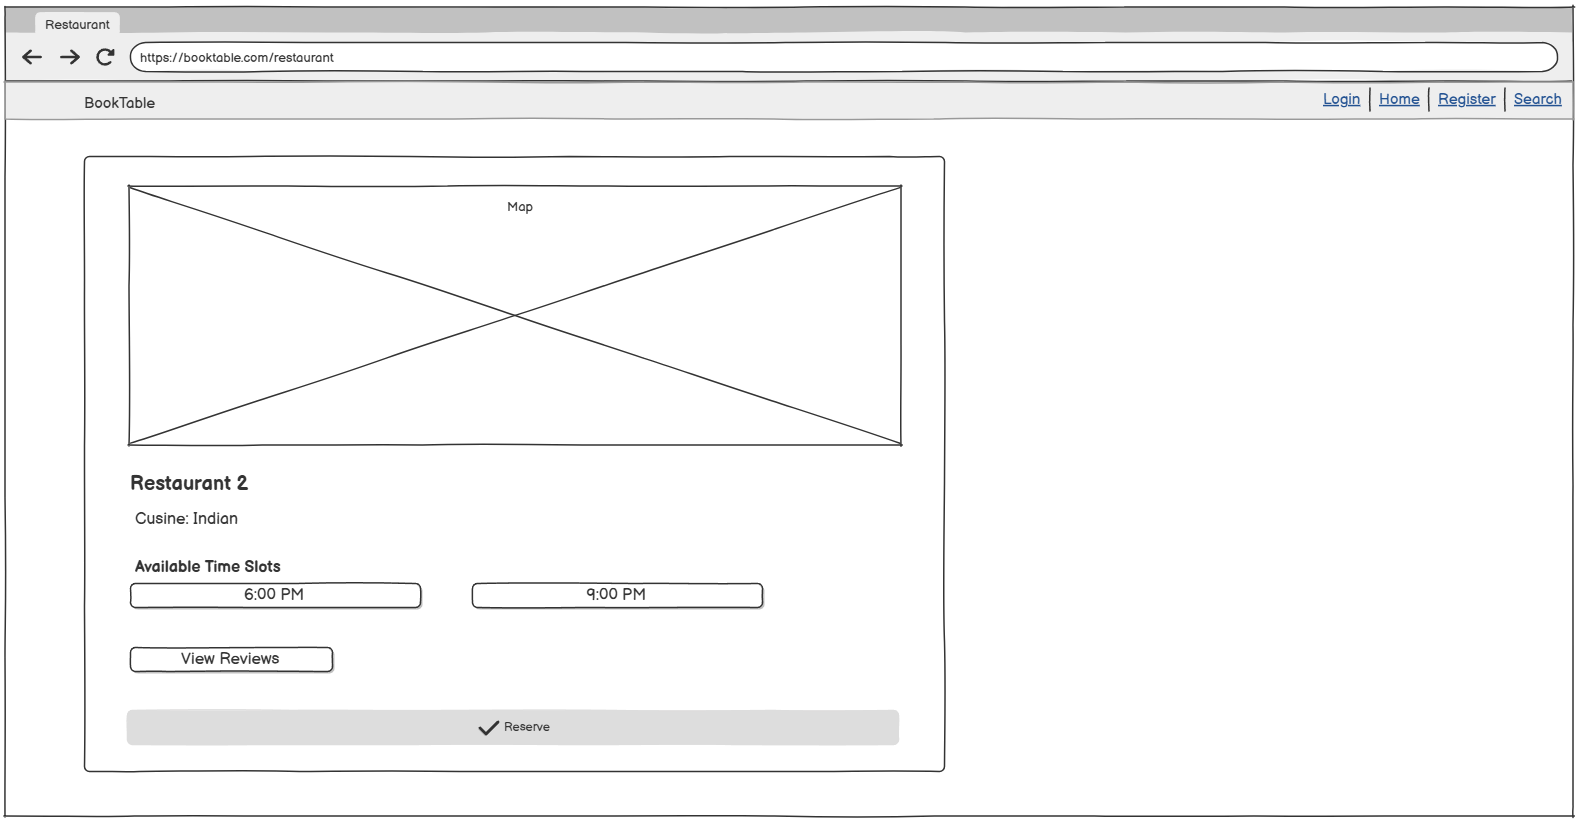 Restaurant
https://booktable.com/restaurant
BookTable
Login Home Register Search
Map
Restaurant 2
Cusine: Indian
Available Time Slots
6:00 PM 9:00 PM
View Reviews
Reserve